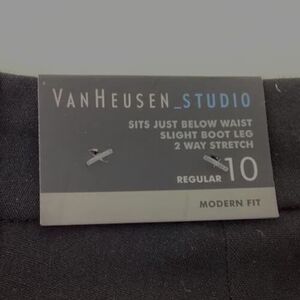 VANHEUSEN_STUDIO
SITS JUST BELOW WAIST
SLIGHT BOOT LEG
2 WAY STRETCH
REGULAR 10
MODERN FIT